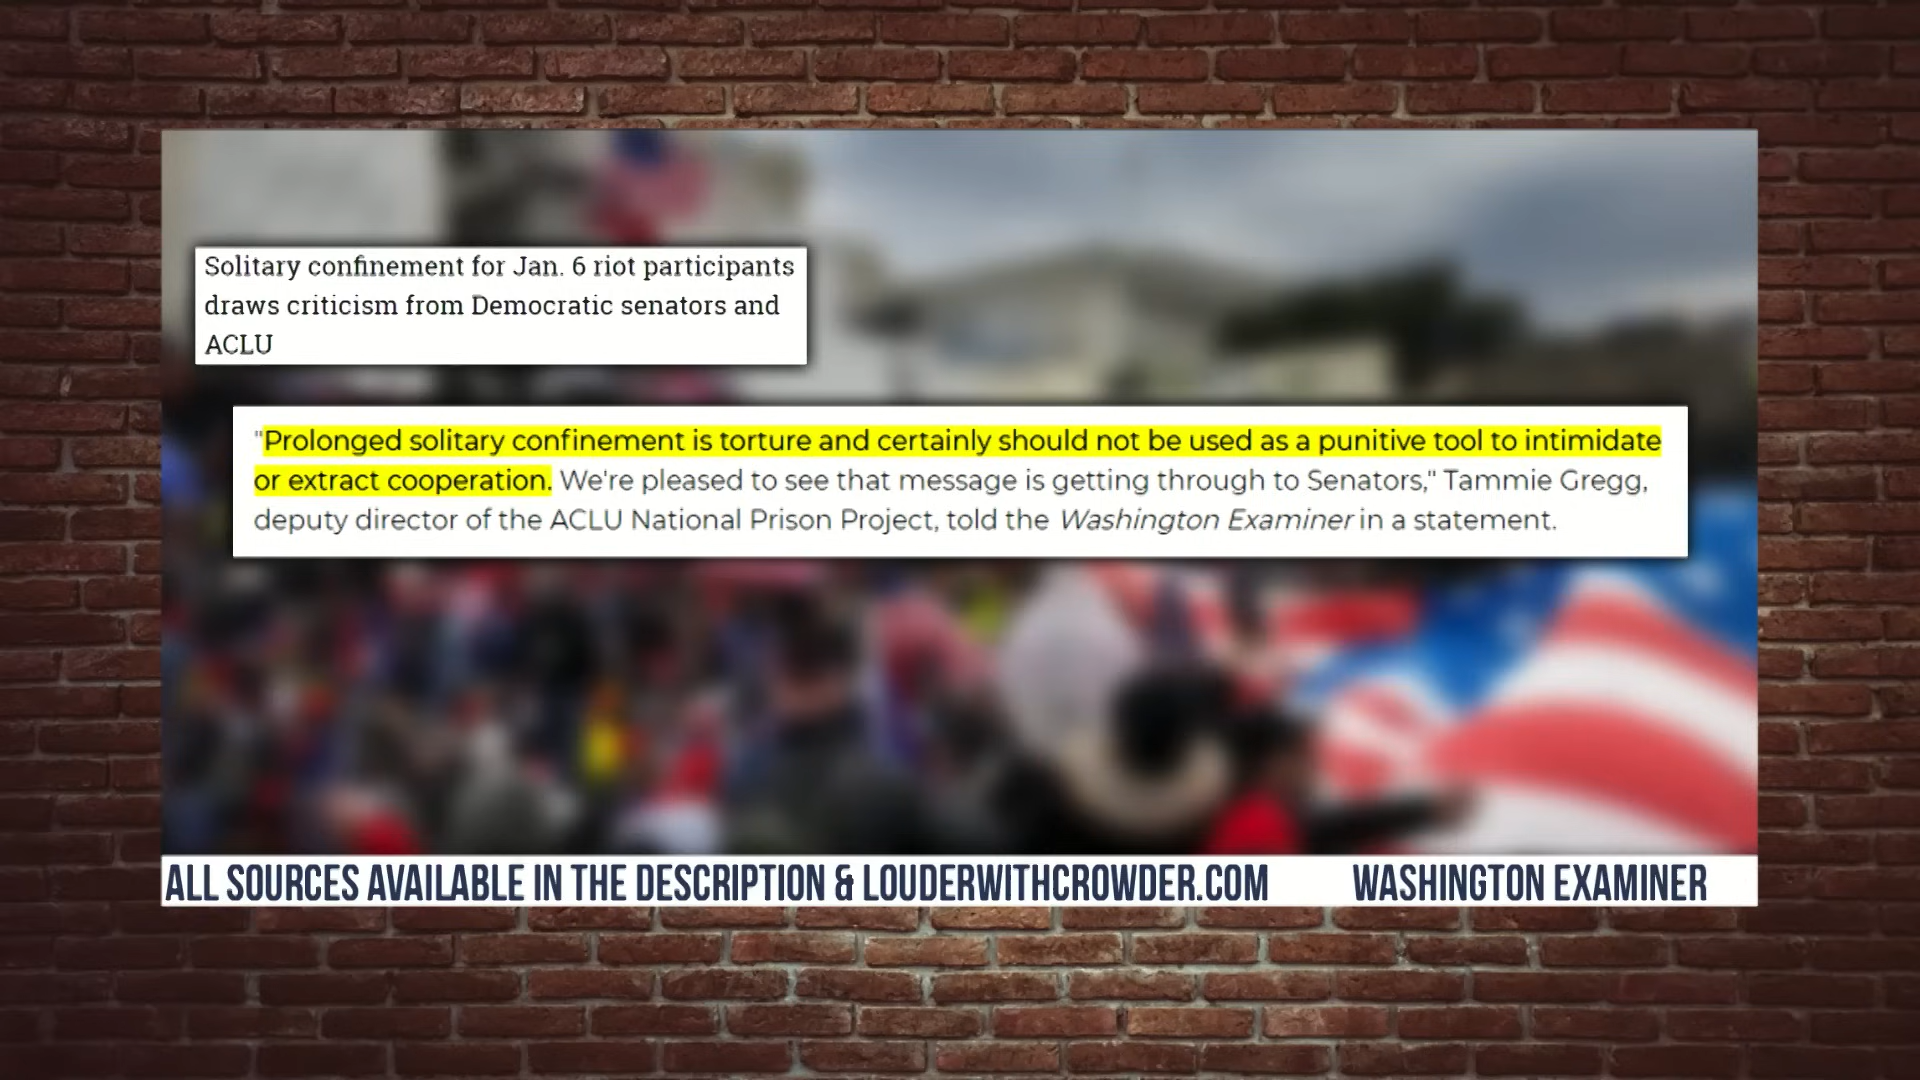 Solitary confinement for Jan. 6 riot participants
draws criticism from Democratic senators and
ACLU
"Prolonged solitary confinement is torture and certainly should not be used as a punitive tool to intimidate
or extract cooperation. We're pleased to see that message is getting through to Senators," Tammie Gregg,
deputy director of the ACLU National Prison Project, told the Washington Examiner in a statement.
ALL SOURCES AVAILABLE IN THE DESCRIPTION & LOUDERWITHCROWDER.COM WASHINGTON EXAMINER